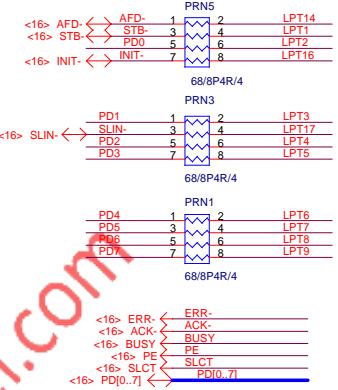 PRN5
<16> AFD- AFD- 1 2 LPT14
<16> STB- STB- 3 4 LPT1
PD0 5 6 LPT2
<16> INIT- INIT- 7 8 LPT16
68/8P4R/4
PRN3
PD1 1 2 LPT3
<16> SLIN- SLIN- 3 4 LPT17
PD2 5 6 LPT4
PD3 7 8 LPT5
68/8P4R/4
PRN1
PD4 1 2 LPT6
PD5 3 4 LPT7
PD6 5 6 LPT8
PD7 7 8 LPT9
68/8P4R/4
<16> ERR- ERR-
<16> ACK- ACK-
<16> BUSY BUSY
<16> PE PE
<16> SLCT SLCT
<16> PD[0..7] PD[0..7]
.com